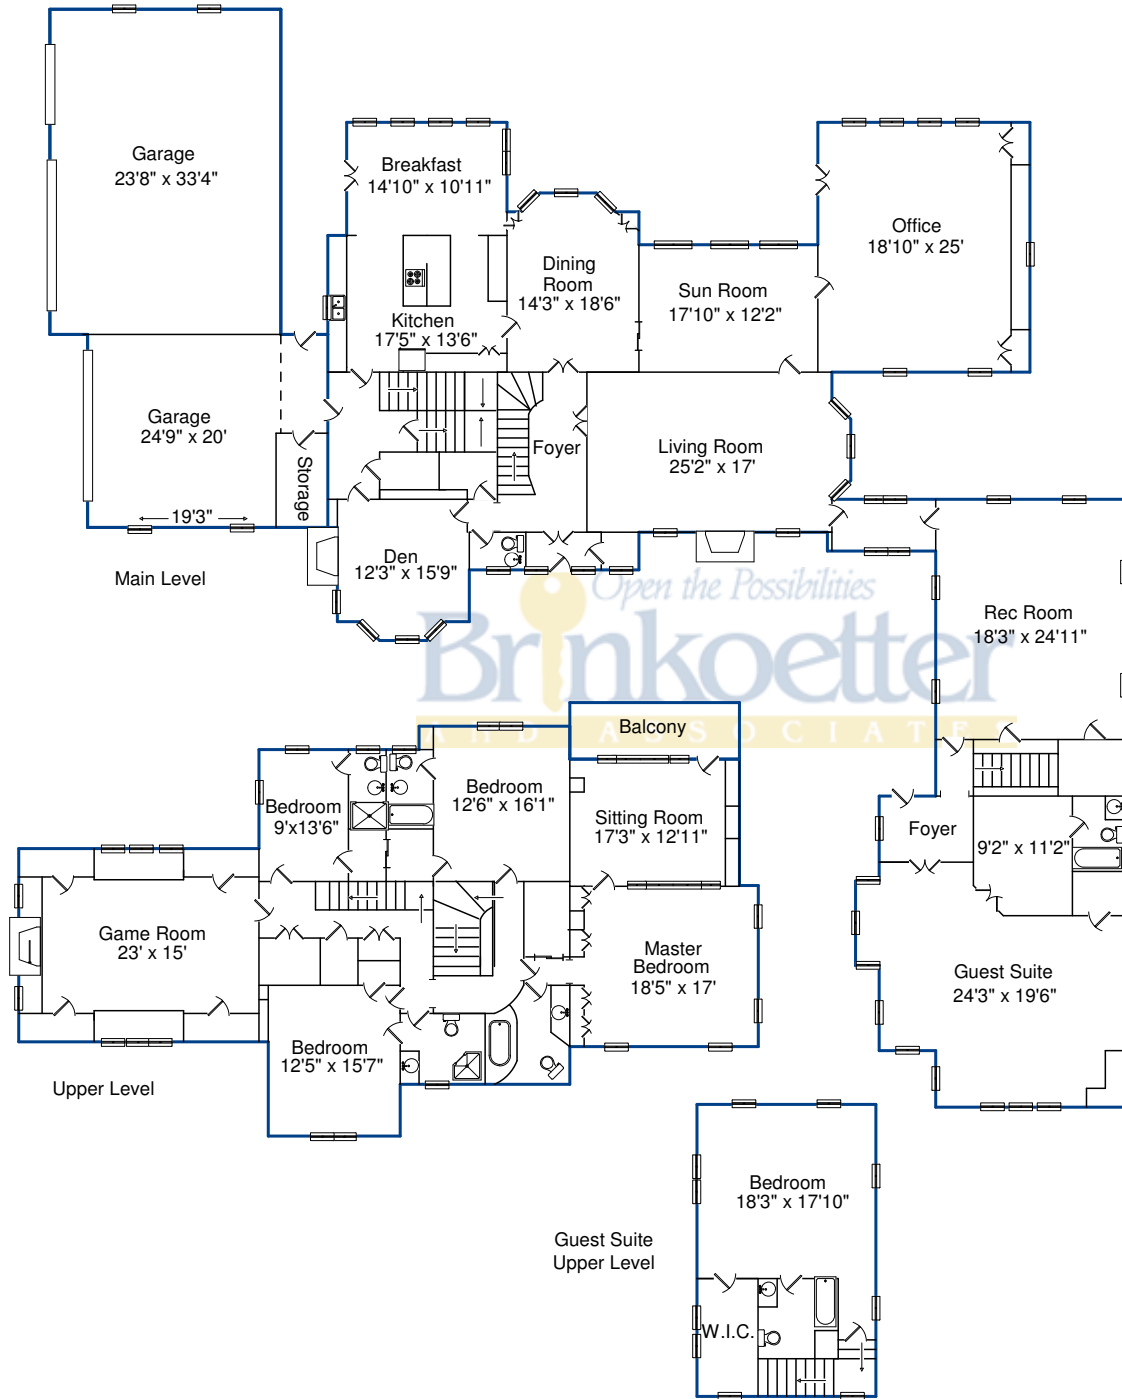 Garage
23'8" x 33'4"
Breakfast
14'10" x 10'11"
Office
18'10" x 25'
Dining
Room
14'3" x 18'6"
Sun Room
17'10" x 12'2"
Kitchen
17'5" x 13'6"
Garage
24'9" x 20'
Storage
19'3"
Foyer
Living Room
25'2" x 17'
Den
12'3" x 15'9"
Main Level
Open the Possibilities
Brinkoetter
AND ASSOCIATES
Rec Room
18'3" x 24'11"
Balcony
Bedroom
12'6" x 16'1"
Bedroom
9'x13'6"
Sitting Room
17'3" x 12'11"
Foyer
9'2" x 11'2"
Game Room
23' x 15'
Master
Bedroom
18'5" x 17'
Guest Suite
24'3" x 19'6"
Bedroom
12'5" x 15'7"
Upper Level
Bedroom
18'3" x 17'10"
Guest Suite
Upper Level
W.I.C.